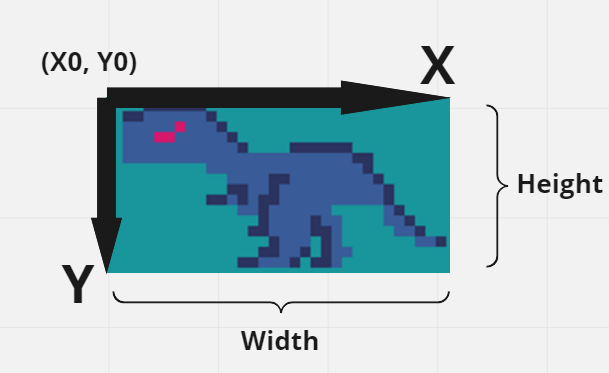 (X0, Y0)
X
Height
Y
Width